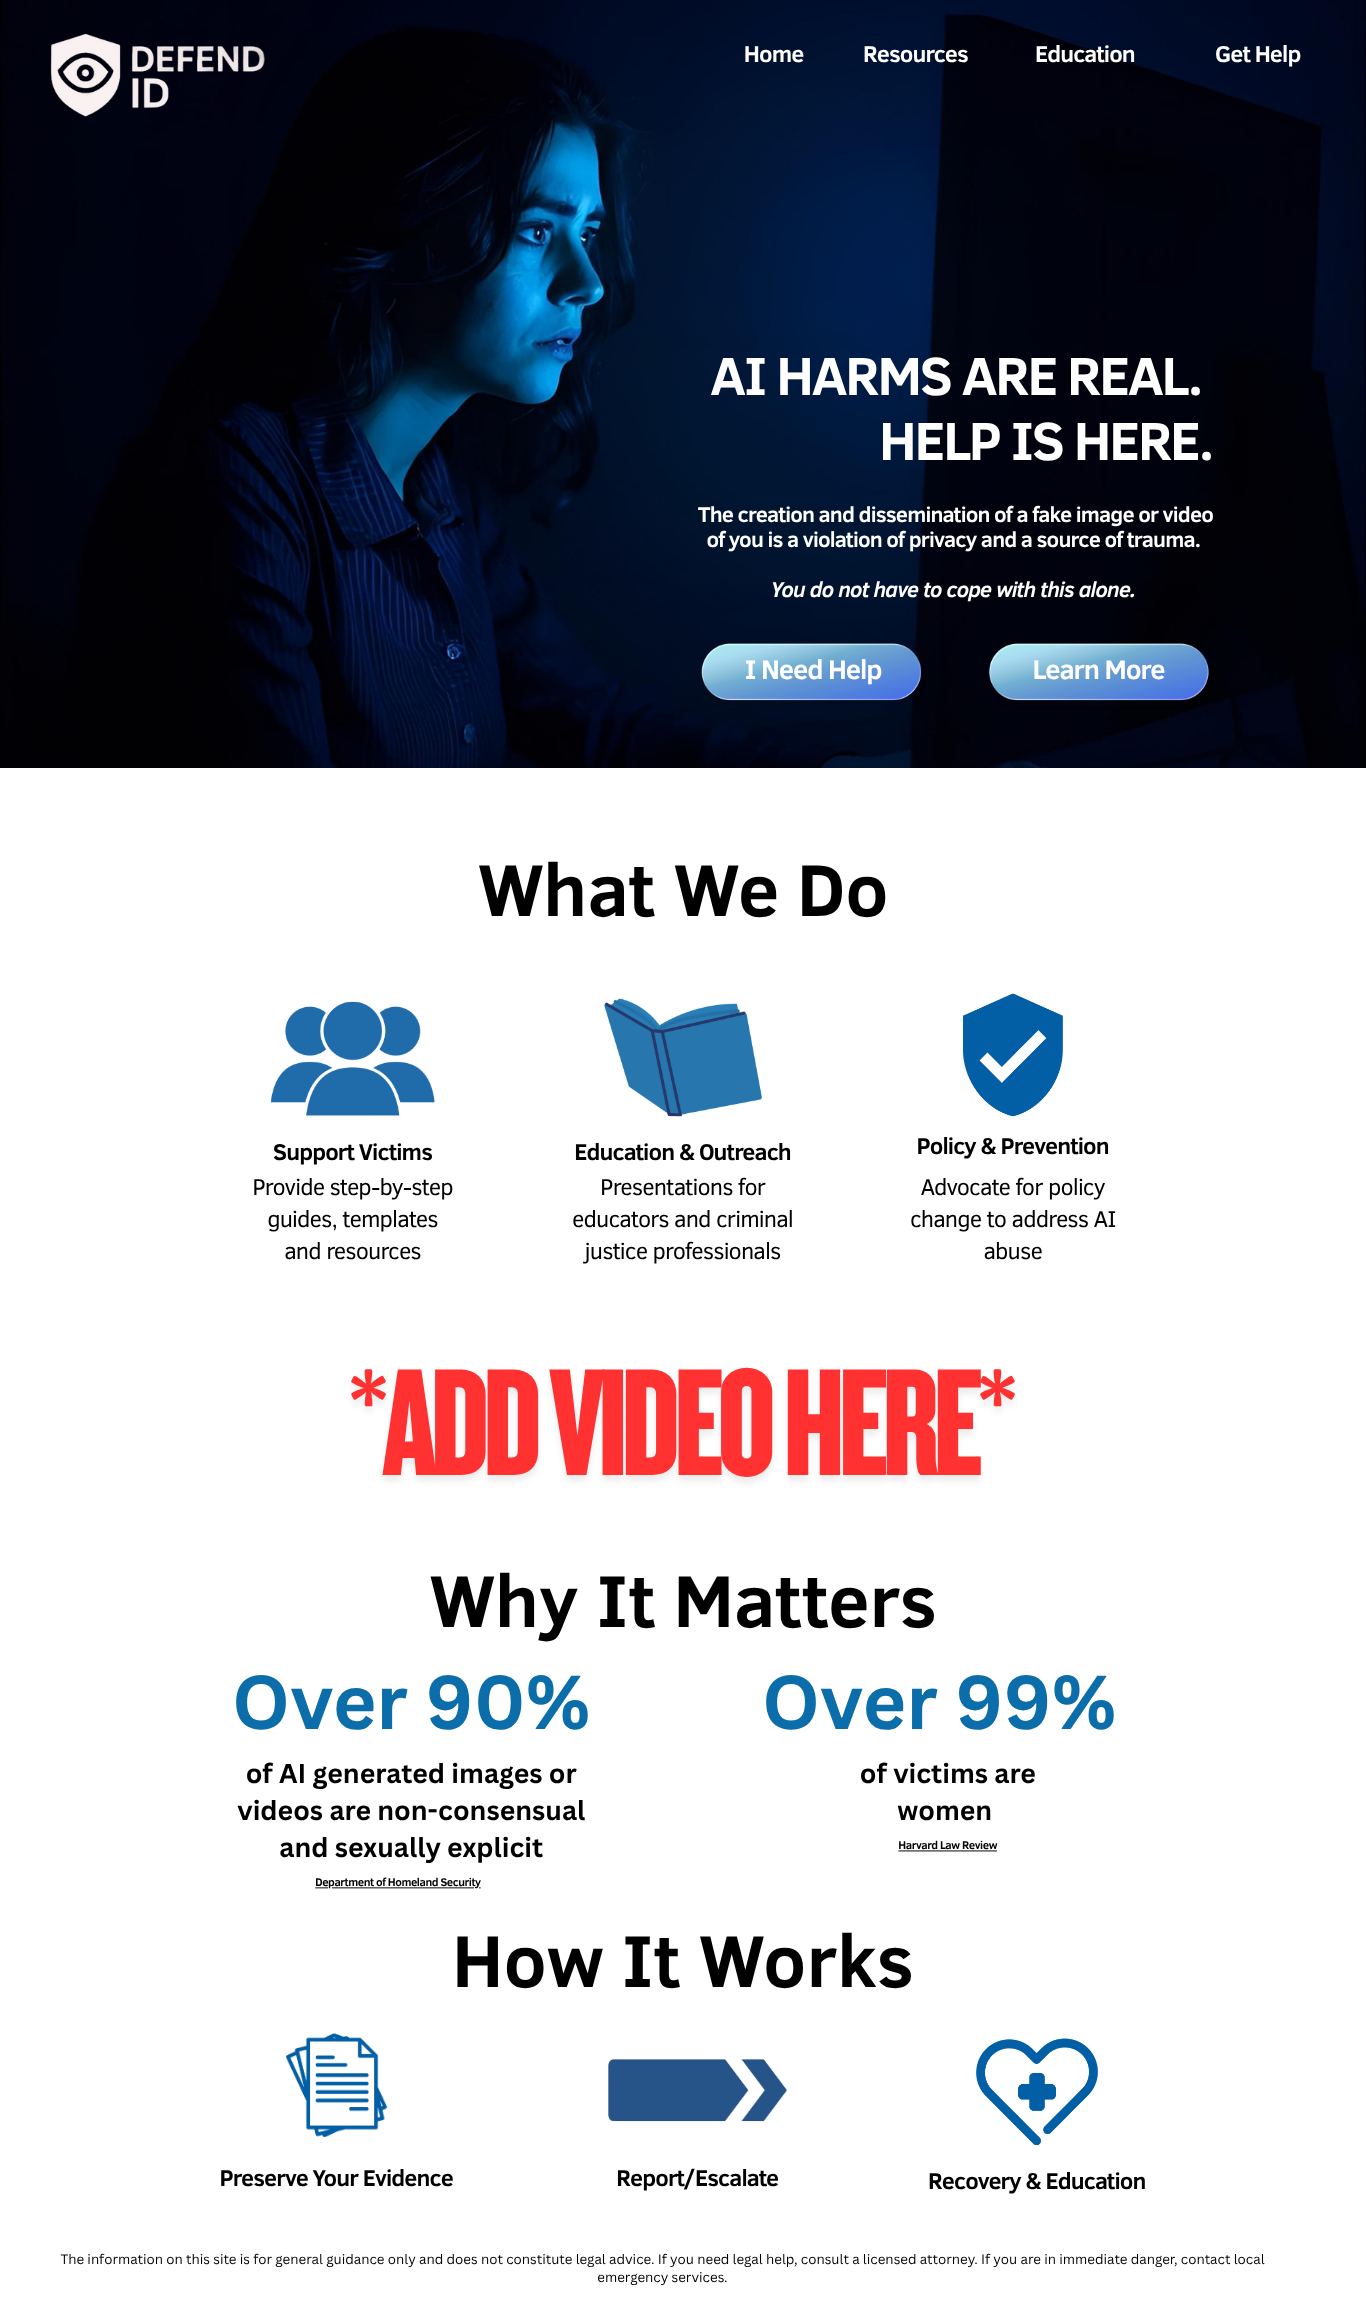 DEFEND
ID
Home Resources Education Get Help
AI HARMS ARE REAL.
HELP IS HERE.
The creation and dissemination of a fake image or video
of you is a violation of privacy and a source of trauma.
You do not have to cope with this alone.
I Need Help Learn More
What We Do
Support Victims
Provide step-by-step
guides, templates
and resources
Education & Outreach
Presentations for
educators and criminal
justice professionals
Policy & Prevention
Advocate for policy
change to address AI
abuse
*ADD VIDEO HERE*
Why It Matters
Over 90%
of AI generated images or
videos are non-consensual
and sexually explicit
Department of Homeland Security
Over 99%
of victims are
women
Harvard Law Review
How It Works
Preserve Your Evidence
Report/Escalate
Recovery & Education
The information on this site is for general guidance only and does not constitute legal advice. If you need legal help, consult a licensed attorney. If you are in immediate danger, contact local
emergency services.